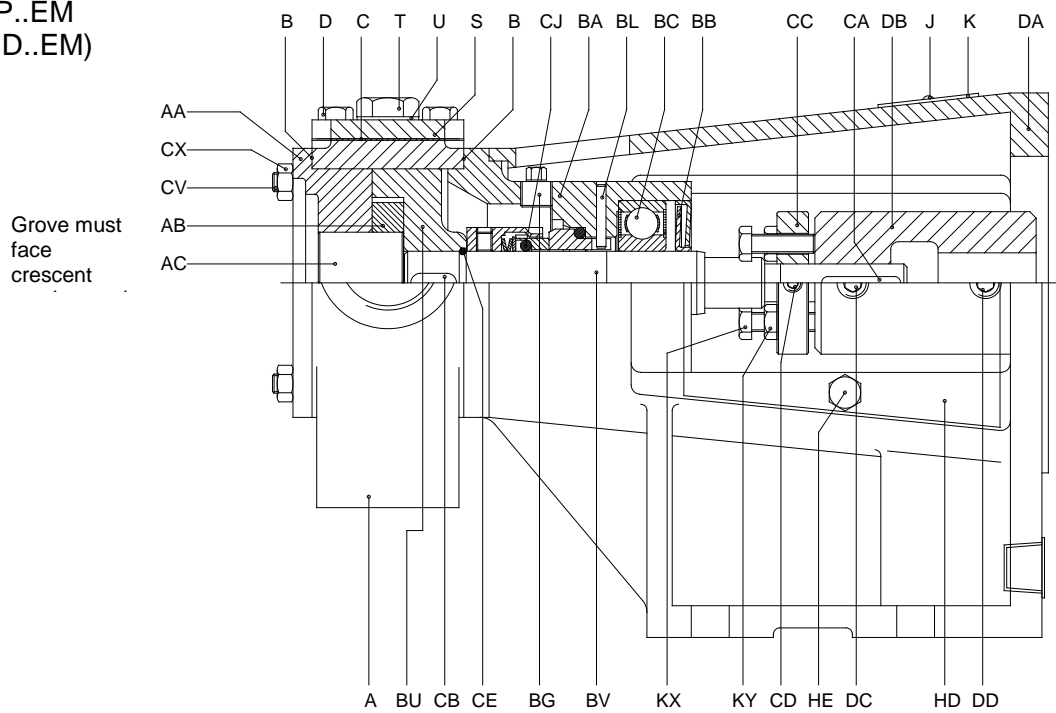 P..EM
D..EM)
B D C T U S B CJ BA BL BC BB CC CA DB J K DA
AA
CX
CV
Grove must
face
crescent
AB
AC
A BU CB CE BG BV KX KY CD HE DC HD DD